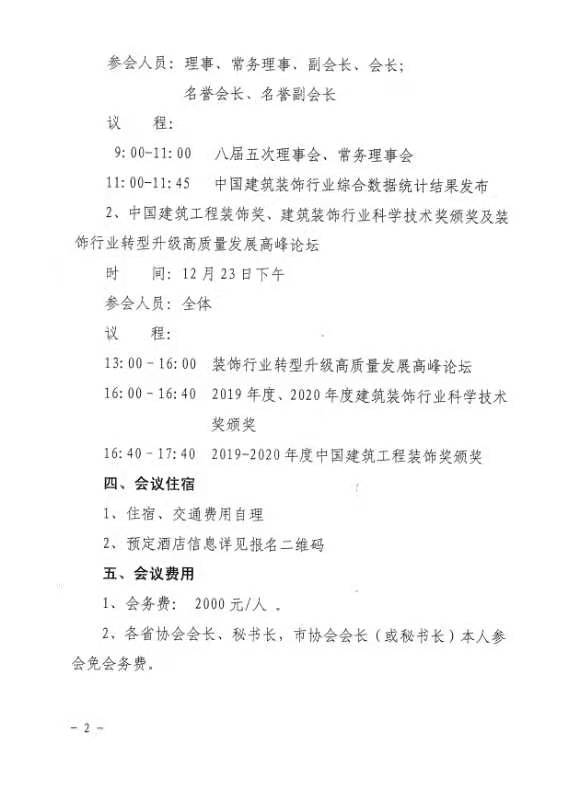 参会人员：理事、常务理事、副会长、会长；
名誉会长、名誉副会长
议　　程：
9:00-11:00　八届五次理事会、常务理事会
11:00-11:45　中国建筑装饰行业综合数据统计结果发布
2、中国建筑工程装饰奖、建筑装饰行业科学技术奖颁奖及装
饰行业转型升级高质量发展高峰论坛
时　　间：12月23日下午
参会人员：全体
议　　程：
13:00-16:00　装饰行业转型升级高质量发展高峰论坛
16:00-16:40　2019年度、2020年度建筑装饰行业科学技术
奖颁奖
16:40-17:40　2019-2020年度中国建筑工程装饰奖颁奖
四、会议住宿
1、住宿、交通费用自理
2、预定酒店信息详见报名二维码
五、会议费用
1、会务费：　2000元/人 。
2、各省协会会长、秘书长，市协会会长（或秘书长）本人参
会免会务费。
- 2 -